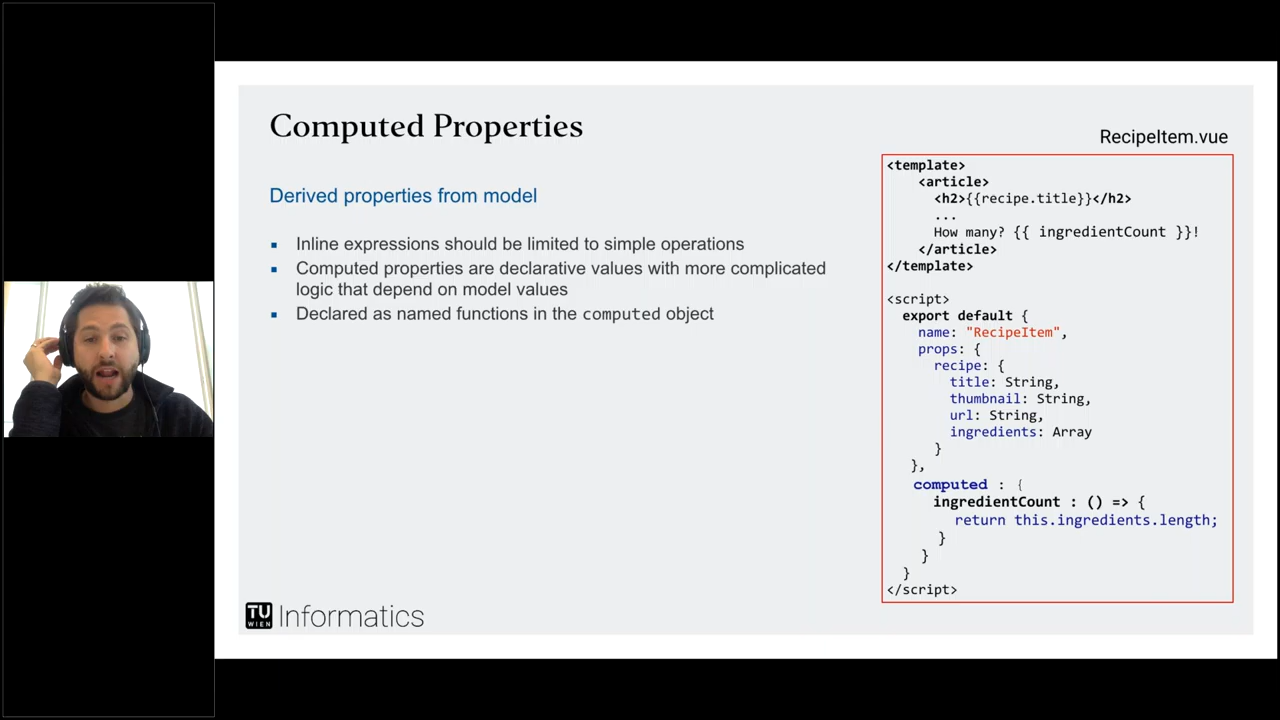 Computed Properties
RecipeItem.vue
Derived properties from model
▪ Inline expressions should be limited to simple operations
▪ Computed properties are declarative values with more complicated
logic that depend on model values
▪ Declared as named functions in the computed object
<template>
<article>
<h2>{{recipe.title}}</h2>
...
How many? {{ ingredientCount }}!
</article>
</template>
<script>
export default {
name: "RecipeItem",
props: {
recipe: {
title: String,
thumbnail: String,
url: String,
ingredients: Array
}
},
computed : {
ingredientCount : () => {
return this.ingredients.length;
}
}
}
</script>
TU
WIEN
Informatics